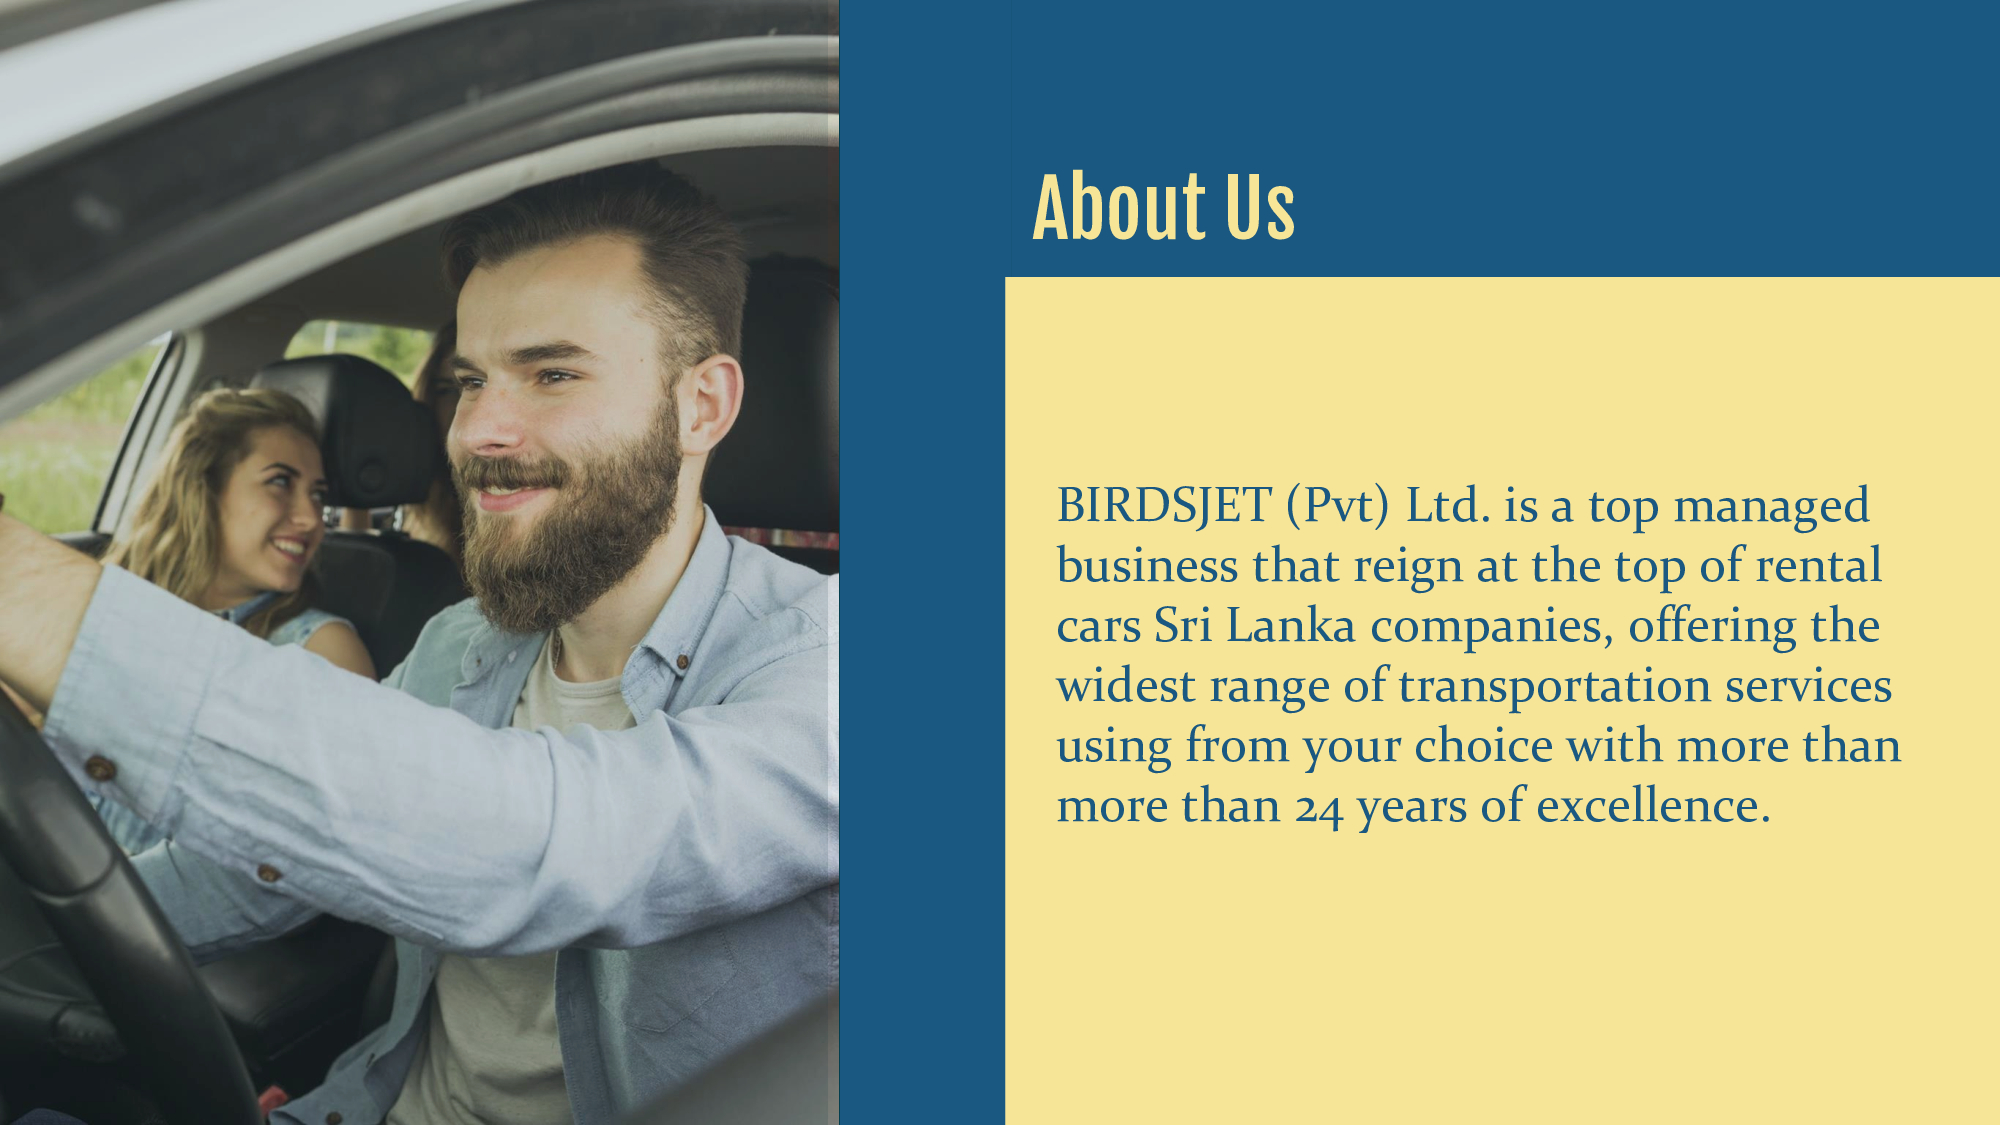 About Us
BIRDSJET (Pvt) Ltd. is a top managed
business that reign at the top of rental
cars Sri Lanka companies, offering the
widest range of transportation services
using from your choice with more than
more than 24 years of excellence.